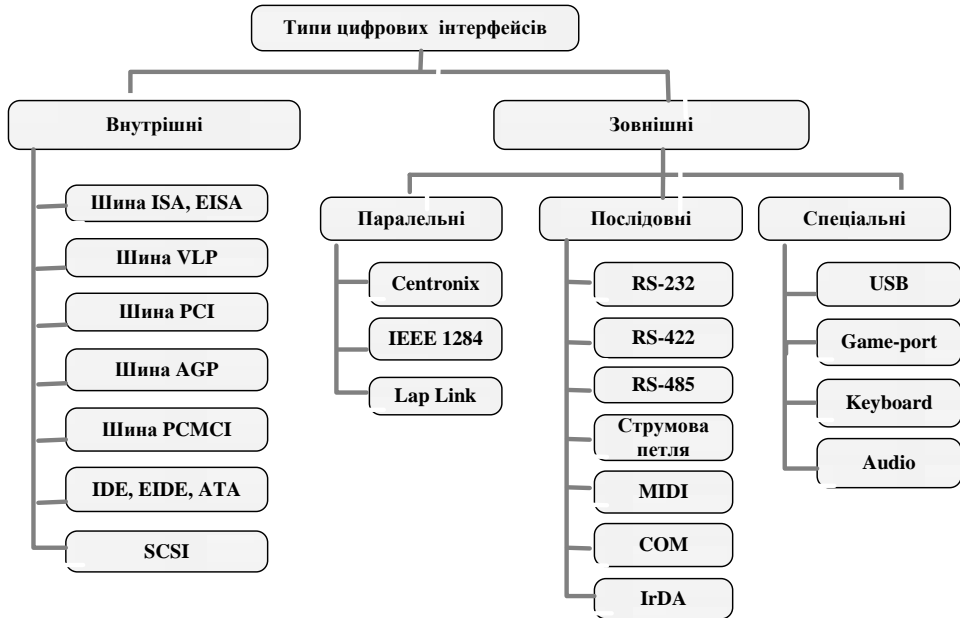 Типи цифрових інтерфейсів
Внутрішні
Зовнішні
Шина ISA, EISA
Шина VLP
Шина PCI
Шина AGP
Шина PCMCI
IDE, EIDE, ATA
SCSI
Паралельні
Centronix
IEEE 1284
Lap Link
Послідовні
RS-232
RS-422
RS-485
Струмова
петля
MIDI
COM
IrDA
Спеціальні
USB
Game-port
Keyboard
Audio